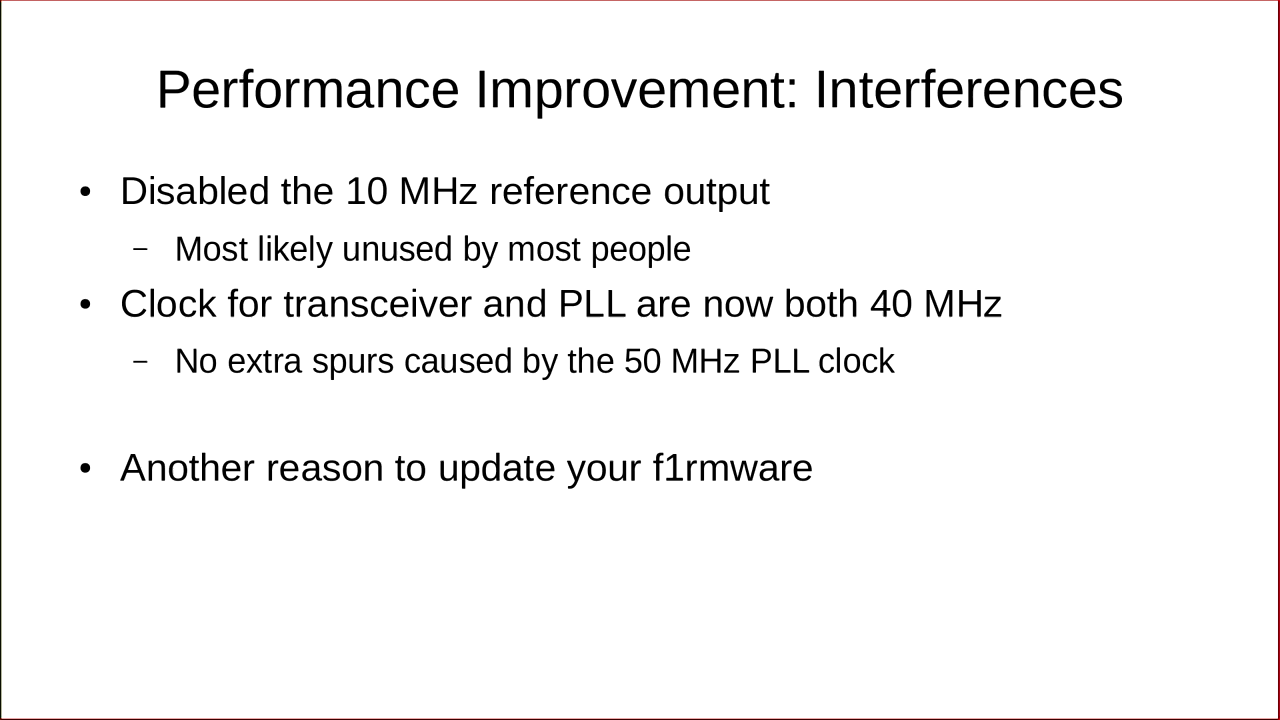 Performance Improvement: Interferences
• Disabled the 10 MHz reference output
– Most likely unused by most people
• Clock for transceiver and PLL are now both 40 MHz
– No extra spurs caused by the 50 MHz PLL clock
• Another reason to update your f1rmware